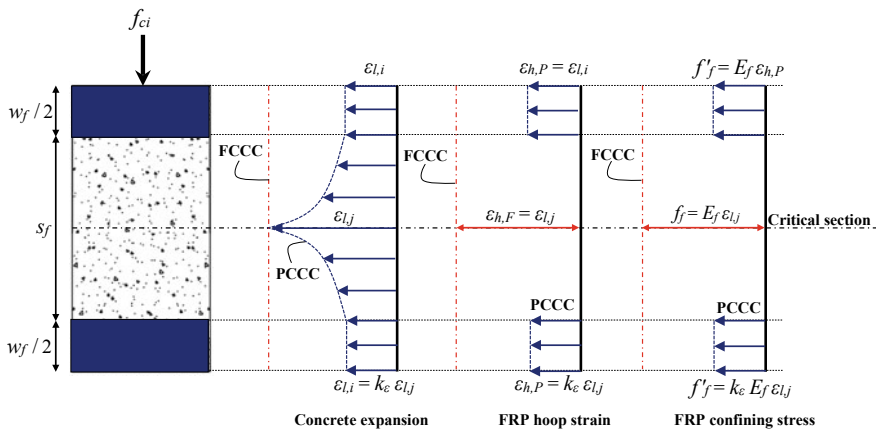 f_ci
ε_l,i
ε_h,P = ε_l,i
f'_f = E_f ε_h,P
w_f / 2
FCCC
FCCC
FCCC
s_f
ε_l,j
ε_h,F = ε_l,j
f_f = E_f ε_l,j
Critical section
PCCC
PCCC
PCCC
w_f / 2
ε_l,i = k_ε ε_l,j
ε_h,P = k_ε ε_l,j
f'_f = k_ε E_f ε_l,j
Concrete expansion
FRP hoop strain
FRP confining stress